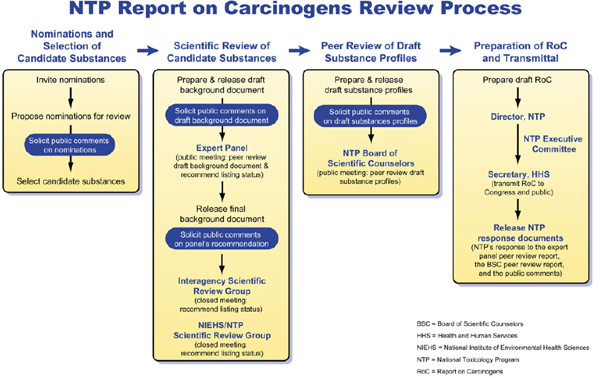 NTP Report on Carcinogens Review Process
Nominations and
Selection of
Candidate Substances
Invite nominations
Propose nominations for review
Solicit public comments
on nominations
Select candidate substances
Scientific Review of
Candidate Substances
Prepare & release draft
background document
Solicit public comments on
draft background document
Expert Panel
(public meeting: peer review
draft background document &
recommend listing status)
Release final
background document
Solicit public comments
on panel's recommendation
Interagency Scientific
Review Group
(closed meeting:
recommend listing status)
NIEHS/NTP
Scientific Review Group
(closed meeting:
recommend listing status)
Peer Review of Draft
Substance Profiles
Prepare & release
draft substance profiles
Solicit public comments
on draft substances profiles
NTP Board of
Scientific Counselors
(public meeting: peer review draft
substance profiles)
Preparation of RoC
and Transmittal
Prepare draft RoC
Director, NTP
NTP Executive
Committee
Secretary, HHS
(transmit RoC to
Congress and public)
Release NTP
response documents
(NTP's response to the expert
panel peer review report,
the BSC peer review report,
and the public comments)
BSC = Board of Scientific Counselors
HHS = Health and Human Services
NIEHS = National Institute of Environmental Health Sciences
NTP = National Toxicology Program
RoC = Report on Carcinogens